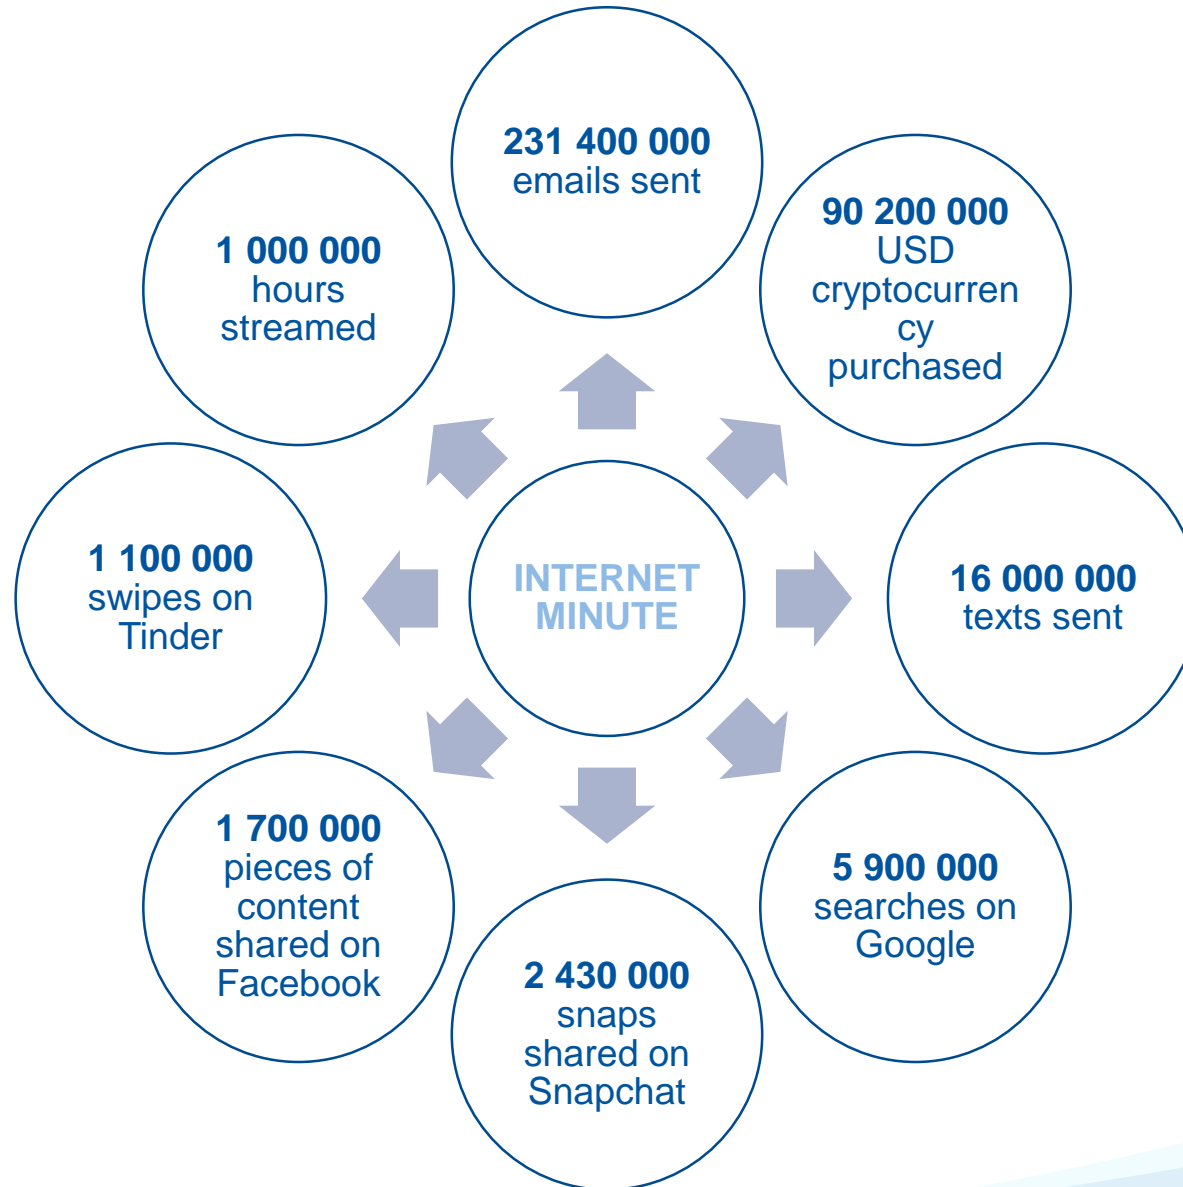 231 400 000
emails sent
90 200 000
USD
cryptocurren
cy
purchased
16 000 000
texts sent
5 900 000
searches on
Google
2 430 000
snaps
shared on
Snapchat
1 700 000
pieces of
content
shared on
Facebook
1 100 000
swipes on
Tinder
1 000 000
hours
streamed
INTERNET
MINUTE